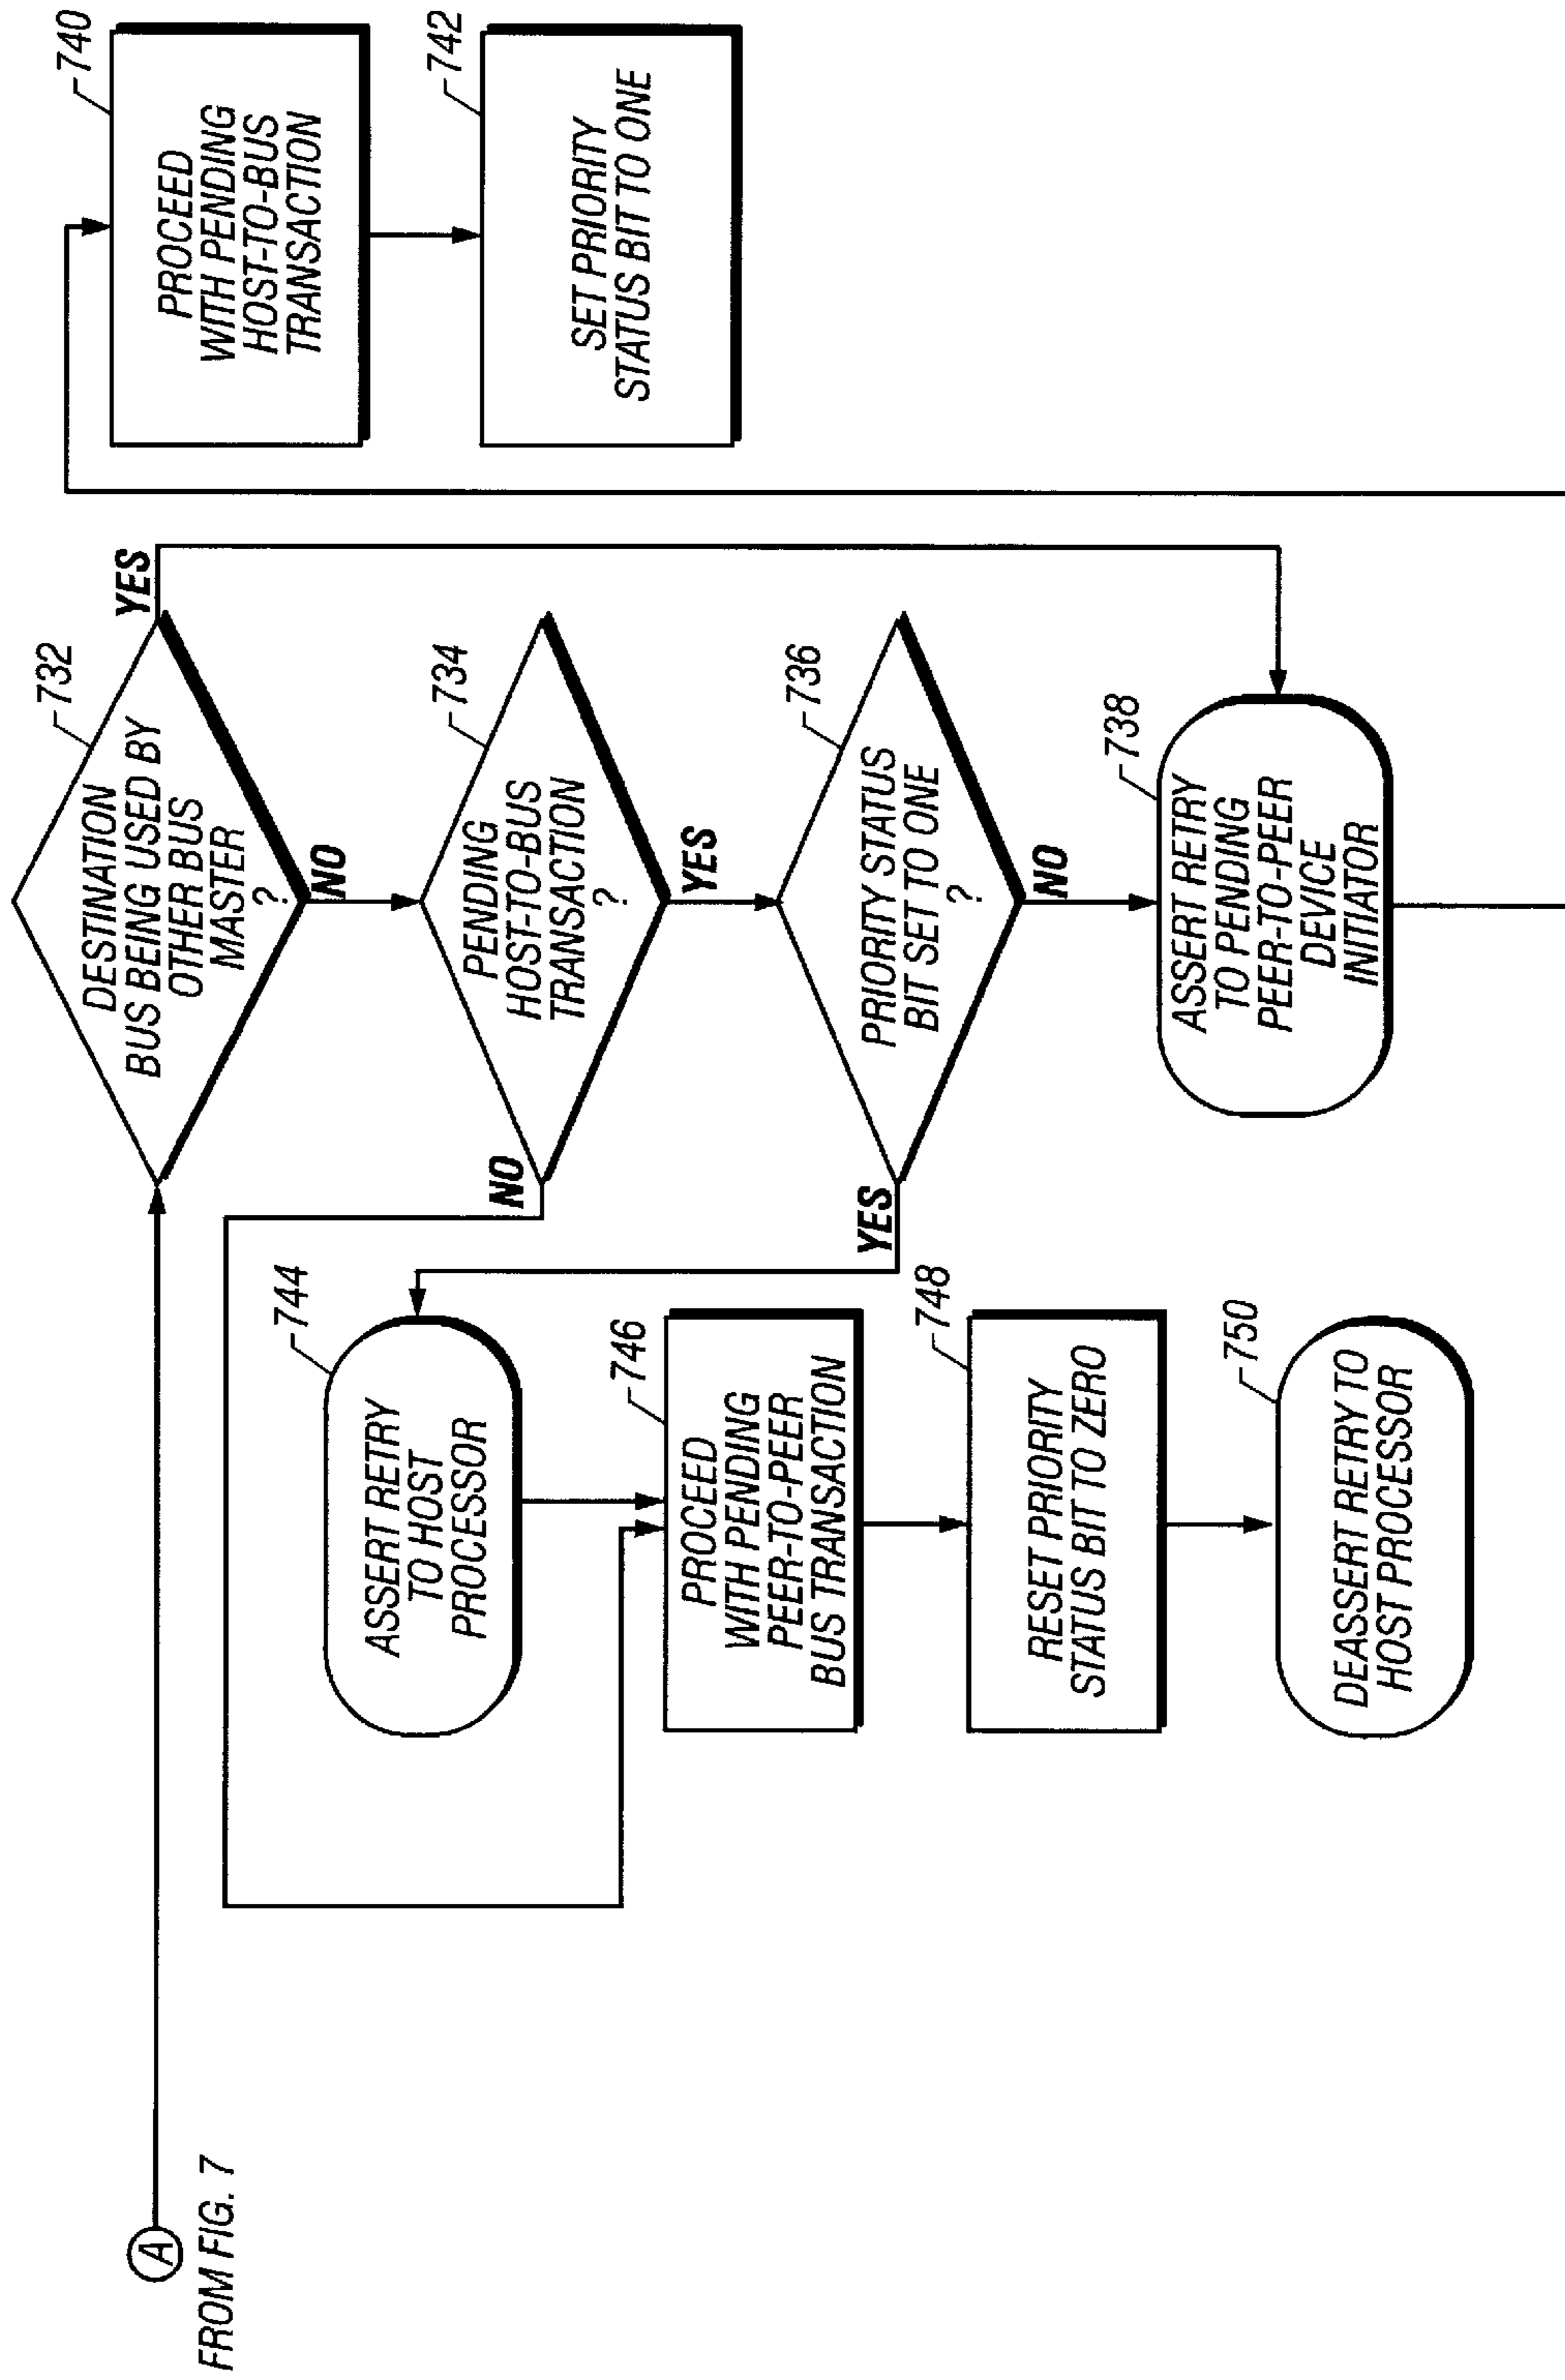 A
FROM FIG. 7
732
DESTINATION
BUS BEING USED BY
OTHER BUS
MASTER
?
YES
NO
734
PENDING
HOST-TO-BUS
TRANSACTION
?
NO
YES
736
PRIORITY STATUS
BIT SET TO ONE
?
YES
NO
738
ASSERT RETRY
TO PENDING
PEER-TO-PEER
DEVICE
INITIATOR
740
PROCEED
WITH PENDING
HOST-TO-BUS
TRANSACTION
742
SET PRIORITY
STATUS BIT TO ONE
744
ASSERT RETRY
TO HOST
PROCESSOR
746
PROCEED
WITH PENDING
PEER-TO-PEER
BUS TRANSACTION
748
RESET PRIORITY
STATUS BIT TO ZERO
750
DEASSERT RETRY TO
HOST PROCESSOR